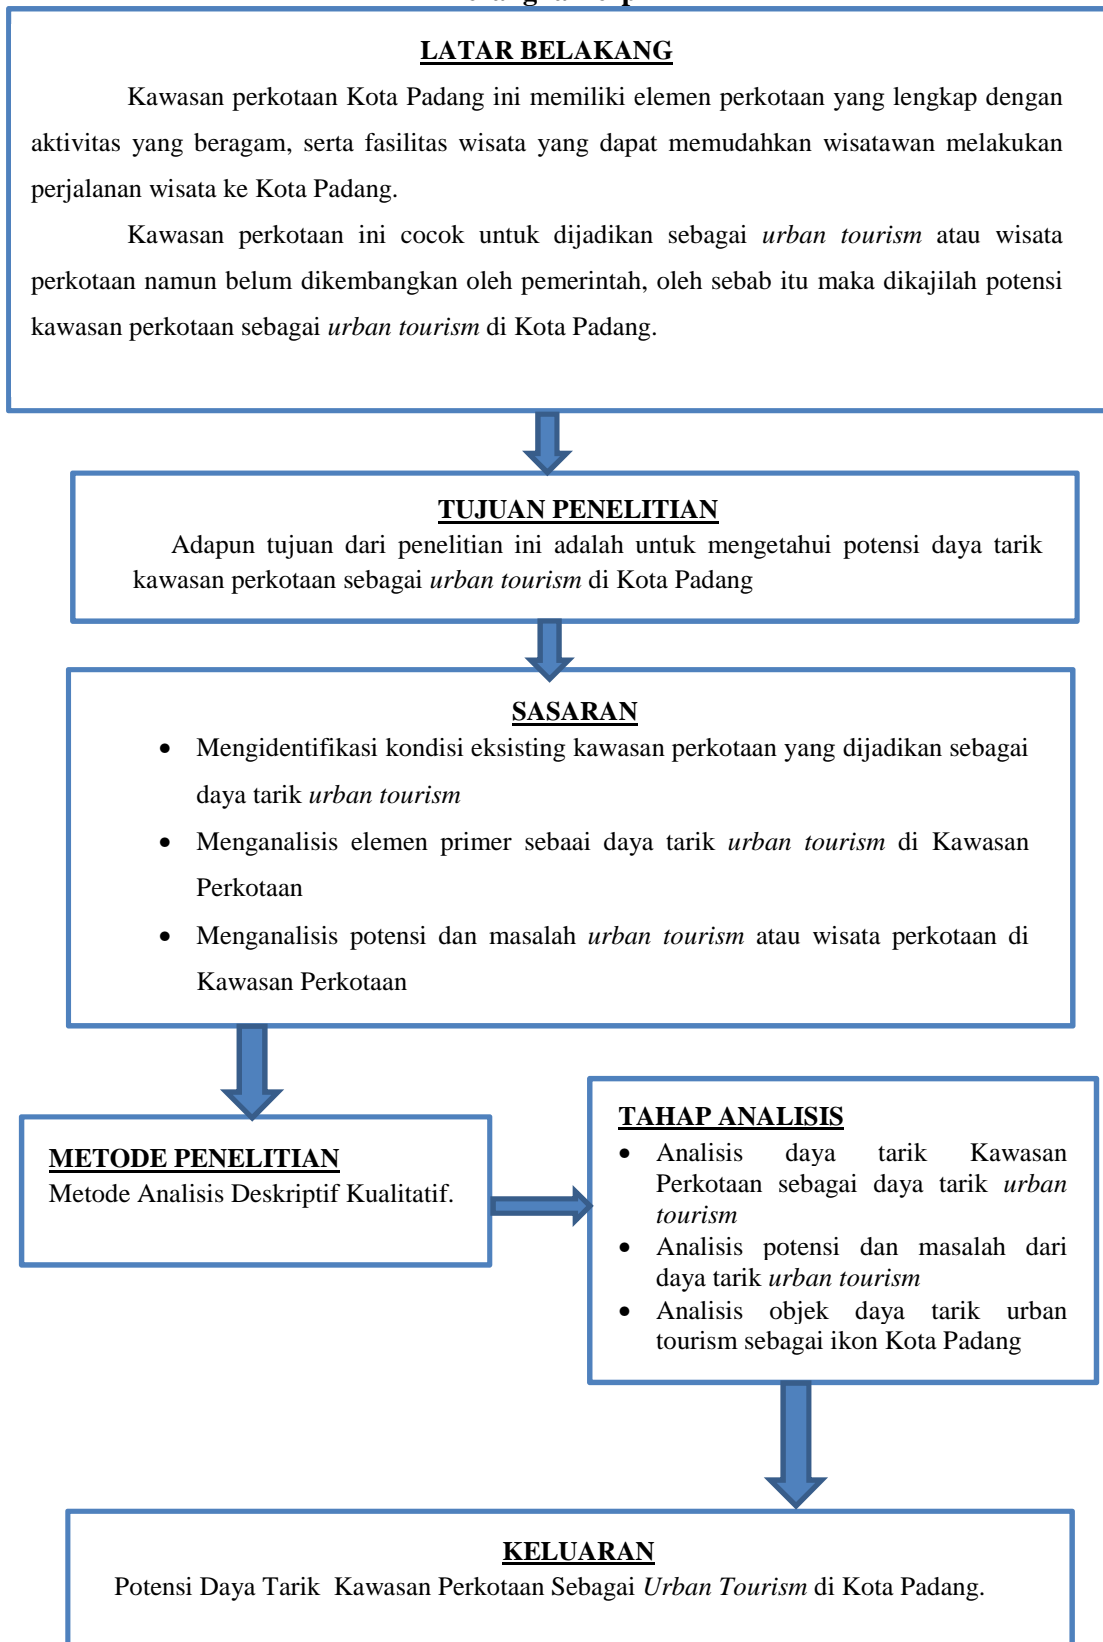 LATAR BELAKANG
Kawasan perkotaan Kota Padang ini memiliki elemen perkotaan yang lengkap dengan
aktivitas yang beragam, serta fasilitas wisata yang dapat memudahkan wisatawan melakukan
perjalanan wisata ke Kota Padang.
Kawasan perkotaan ini cocok untuk dijadikan sebagai urban tourism atau wisata
perkotaan namun belum dikembangkan oleh pemerintah, oleh sebab itu maka dikajilah potensi
kawasan perkotaan sebagai urban tourism di Kota Padang.
TUJUAN PENELITIAN
Adapun tujuan dari penelitian ini adalah untuk mengetahui potensi daya tarik
kawasan perkotaan sebagai urban tourism di Kota Padang
SASARAN
• Mengidentifikasi kondisi eksisting kawasan perkotaan yang dijadikan sebagai
daya tarik urban tourism
• Menganalisis elemen primer sebaai daya tarik urban tourism di Kawasan
Perkotaan
• Menganalisis potensi dan masalah urban tourism atau wisata perkotaan di
Kawasan Perkotaan
METODE PENELITIAN
Metode Analisis Deskriptif Kualitatif.
TAHAP ANALISIS
• Analisis daya tarik Kawasan
Perkotaan sebagai daya tarik urban
tourism
• Analisis potensi dan masalah dari
daya tarik urban tourism
• Analisis objek daya tarik urban
tourism sebagai ikon Kota Padang
KELUARAN
Potensi Daya Tarik Kawasan Perkotaan Sebagai Urban Tourism di Kota Padang.